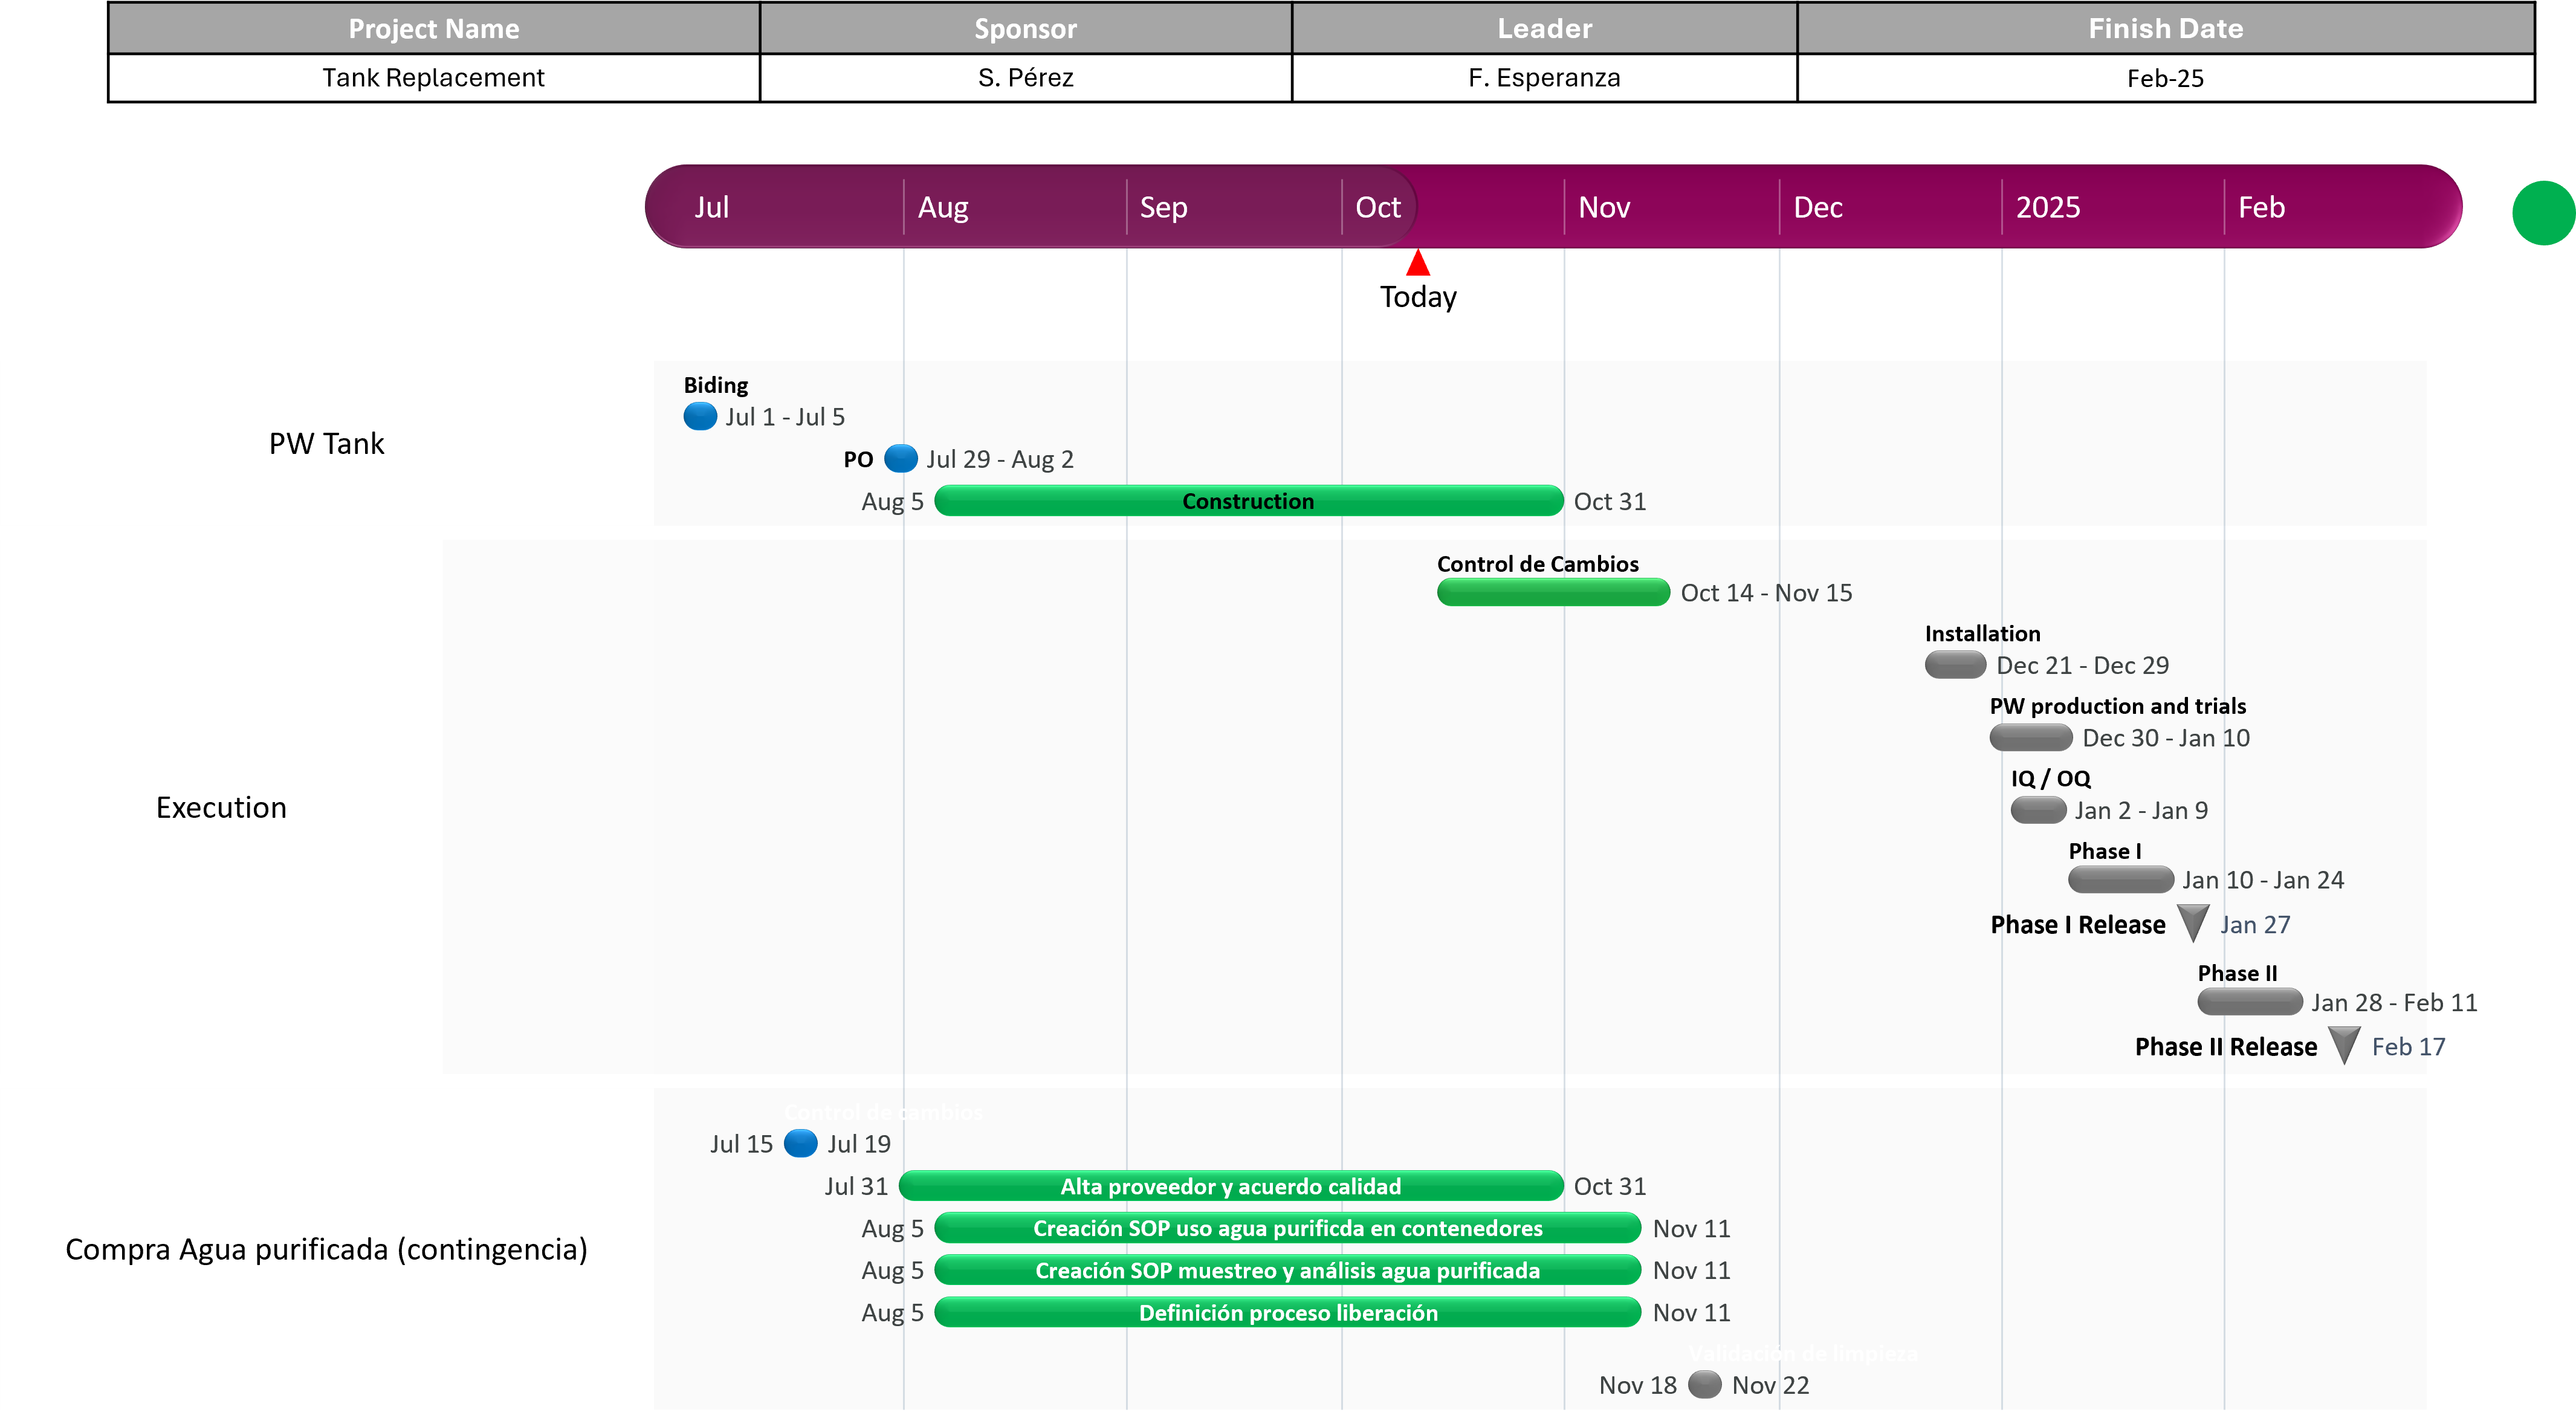 Project Name Sponsor Leader Finish Date
Tank Replacement S. Pérez F. Esperanza Feb-25
Jul Aug Sep Oct Nov Dec 2025 Feb
Today
PW Tank
Biding
Jul 1 - Jul 5
PO Jul 29 - Aug 2
Aug 5 Construction Oct 31
Execution
Control de Cambios
Oct 14 - Nov 15
Installation
Dec 21 - Dec 29
PW production and trials
Dec 30 - Jan 10
IQ / OQ
Jan 2 - Jan 9
Phase I
Jan 10 - Jan 24
Phase I Release Jan 27
Phase II
Jan 28 - Feb 11
Phase II Release Feb 17
Compra Agua purificada (contingencia)
Control de cambios
Jul 15 Jul 19
Jul 31 Alta proveedor y acuerdo calidad Oct 31
Aug 5 Creación SOP uso agua purificda en contenedores Nov 11
Aug 5 Creación SOP muestreo y análisis agua purificada Nov 11
Aug 5 Definición proceso liberación Nov 11
Validación de limpieza
Nov 18 Nov 22